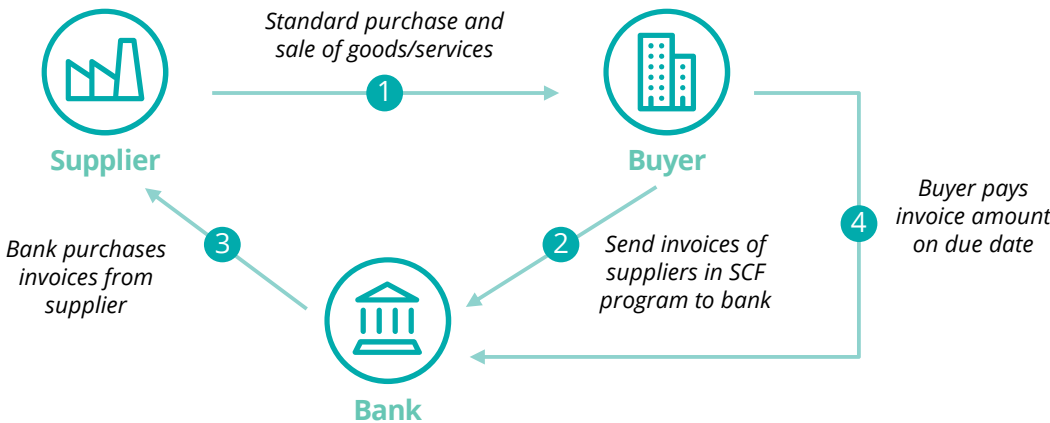 Standard purchase and
sale of goods/services
1
Supplier
Buyer
Buyer pays
invoice amount
on due date
4
Bank purchases
invoices from
supplier
3
2
Send invoices of
suppliers in SCF
program to bank
Bank